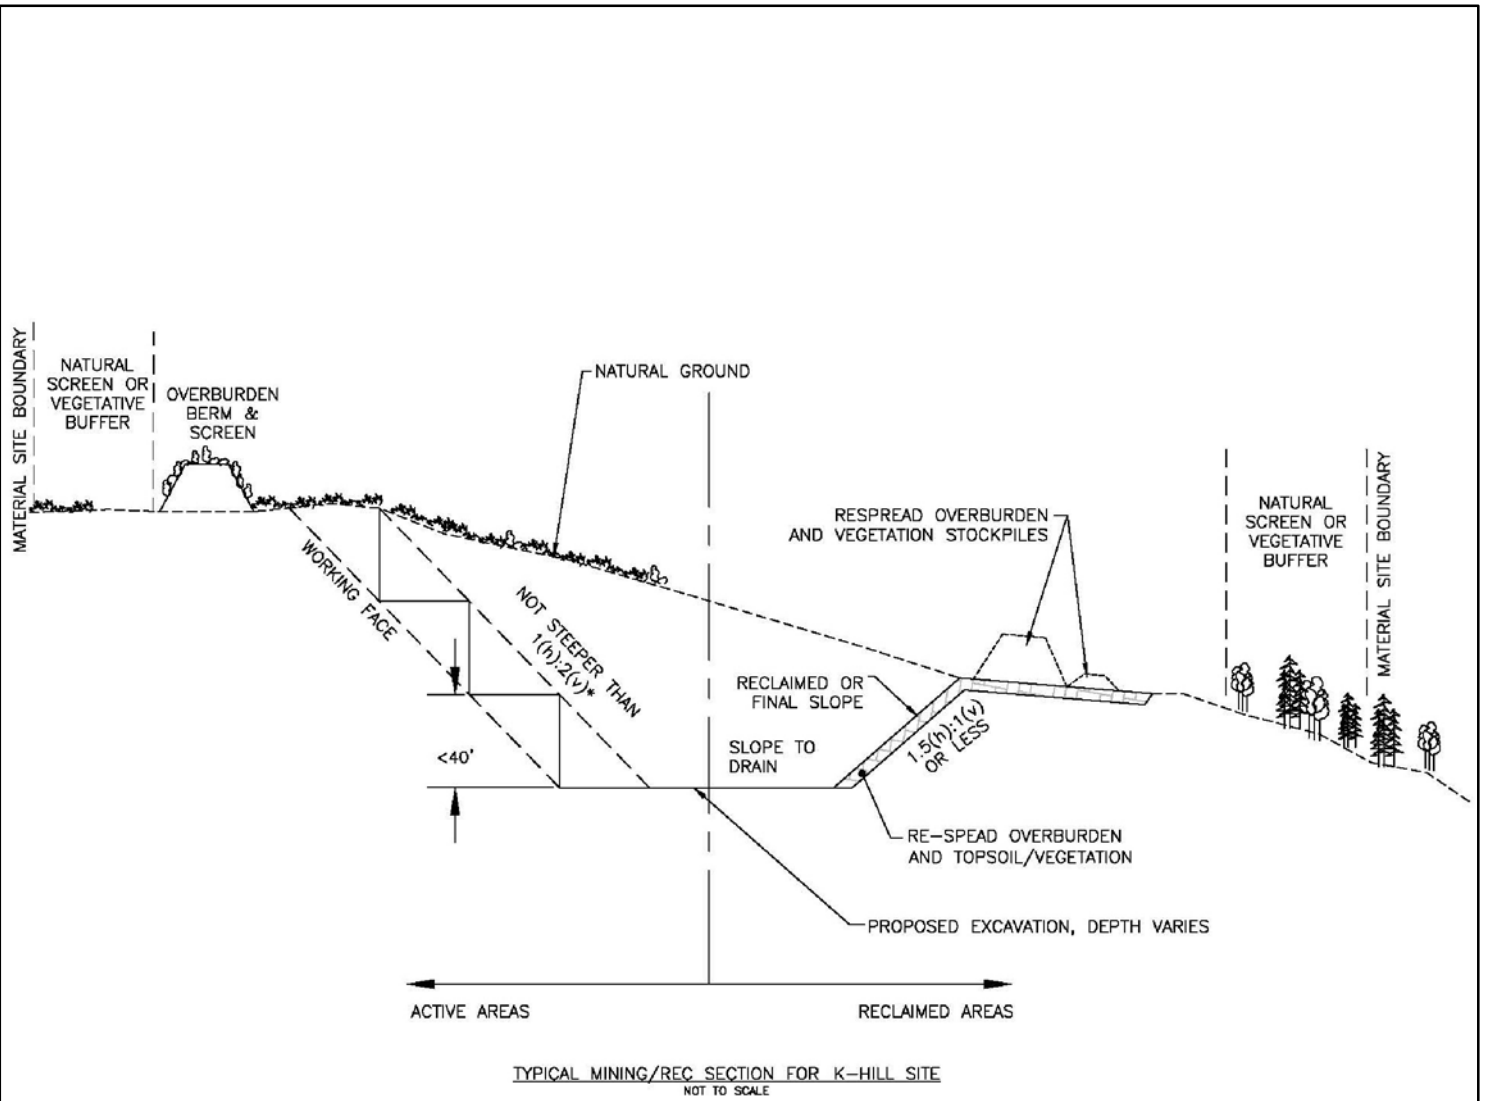 MATERIAL SITE BOUNDARY
NATURAL
SCREEN OR
VEGETATIVE
BUFFER
OVERBURDEN
BERM &
SCREEN
NATURAL GROUND
WORKING FACE
NOT STEEPER THAN
1(h):2(v)*
<40'
RESPREAD OVERBURDEN
AND VEGETATION STOCKPILES
NATURAL
SCREEN OR
VEGETATIVE
BUFFER
MATERIAL SITE BOUNDARY
RECLAIMED OR
FINAL SLOPE
SLOPE TO
DRAIN
1.5(h):1(v)
OR LESS
RE-SPEAD OVERBURDEN
AND TOPSOIL/VEGETATION
PROPOSED EXCAVATION, DEPTH VARIES
ACTIVE AREAS
RECLAIMED AREAS
TYPICAL MINING/REC SECTION FOR K-HILL SITE
NOT TO SCALE